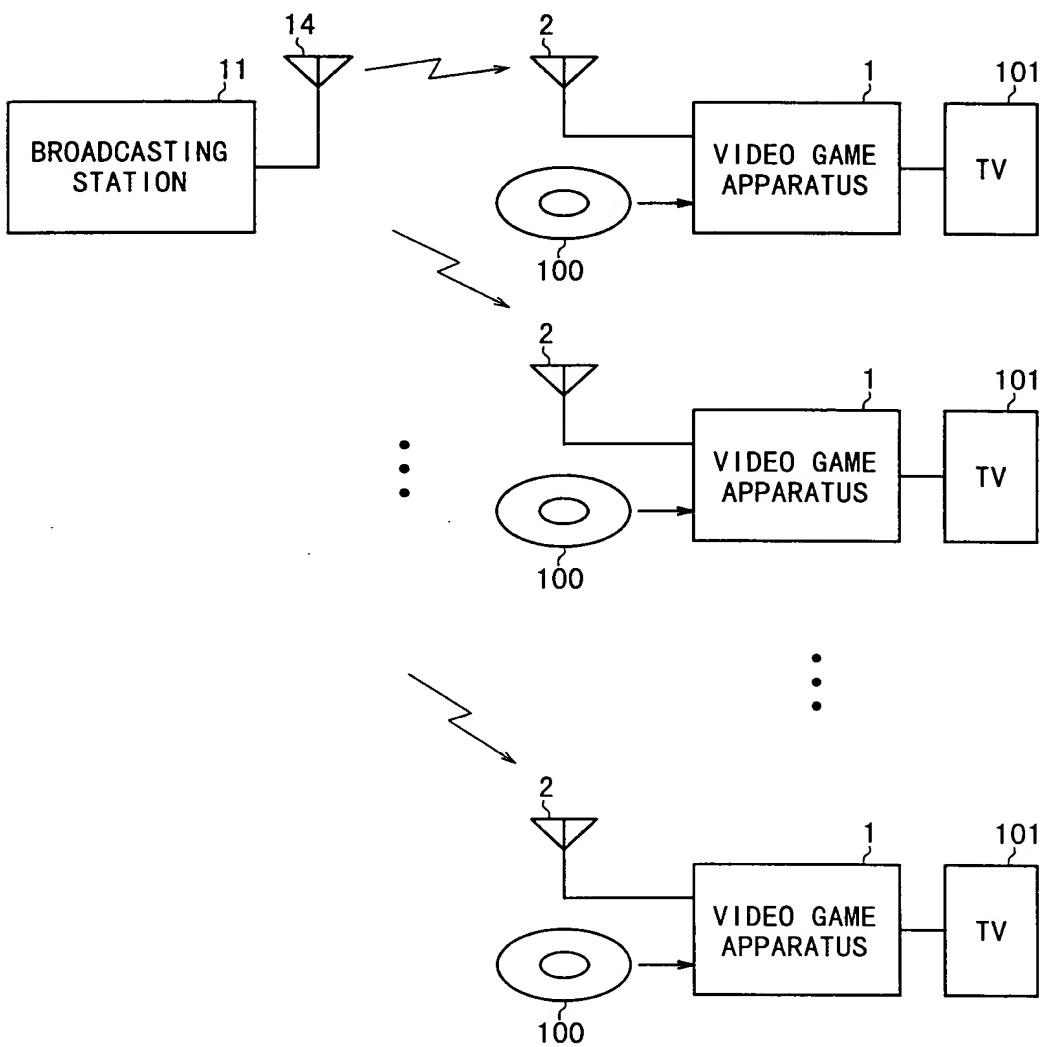 14
2
11
1
101
BROADCASTING
STATION
VIDEO GAME
APPARATUS
TV
100
2
1
101
VIDEO GAME
APPARATUS
TV
100
2
1
101
VIDEO GAME
APPARATUS
TV
100